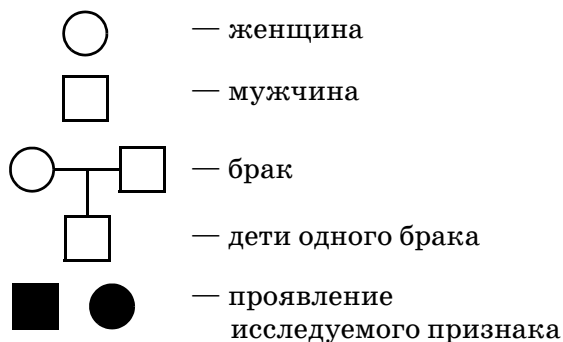 — женщина
— мужчина
— брак
— дети одного брака
— проявление
исследуемого признака